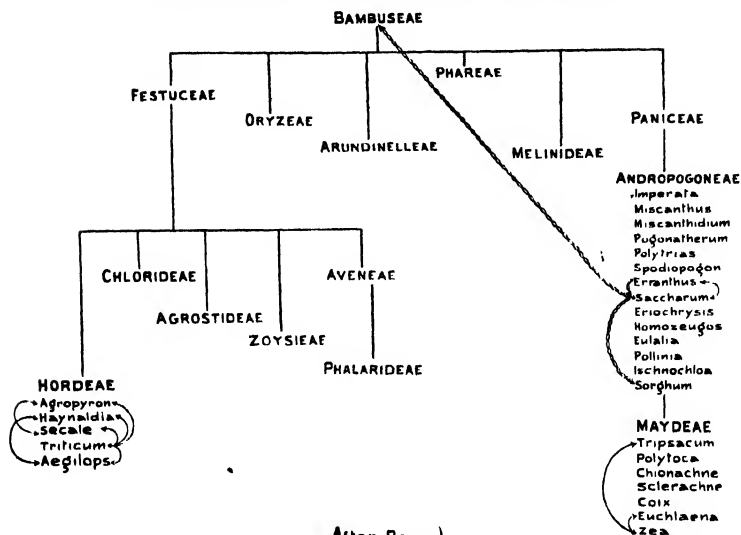 BAMBUSEAE
FESTUCEAE
ORYZEAE
ARUNDINELLEAE
PHAREAE
MELINIDEAE
PANICEAE
ANDROPOGONEAE
Imperata
Miscanthus
Miscanthidium
Pogonatherum
Polytrias
Spodiopogon
Erianthus
Saccharum
Eriochrysis
Homozeugos
Eulalia
Pollinia
Ischnochloa
Sorghum
CHLORIDEAE
AGROSTIDEAE
ZOYSIEAE
AVENEAE
PHALARIDEAE
HORDEAE
Agropyron
Haynaldia
Secale
Triticum
Aegilops
MAYDEAE
Tripsacum
Polytoca
Chionachne
Sclerachne
Coix
Euchlaena
Zea